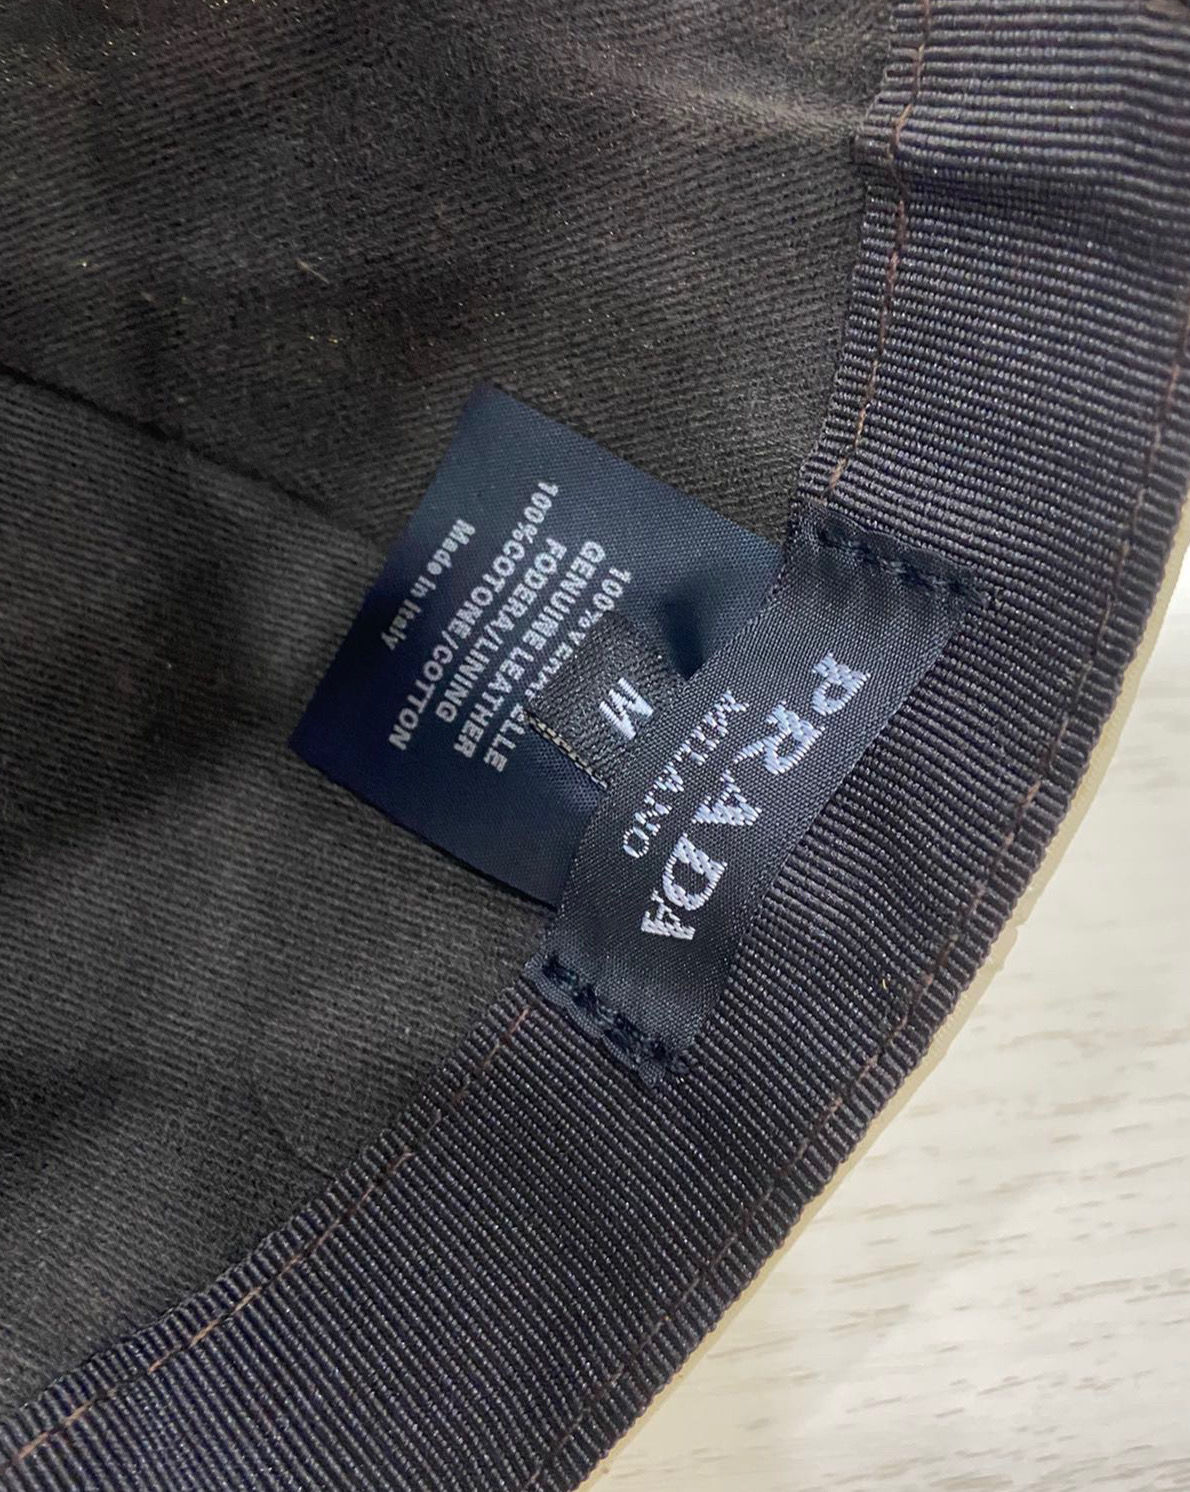 PRADA
MILANO
M
100%
GENUINE LEATHER
FODERA/LINING
100%COTONE/COTTON
Made in Italy